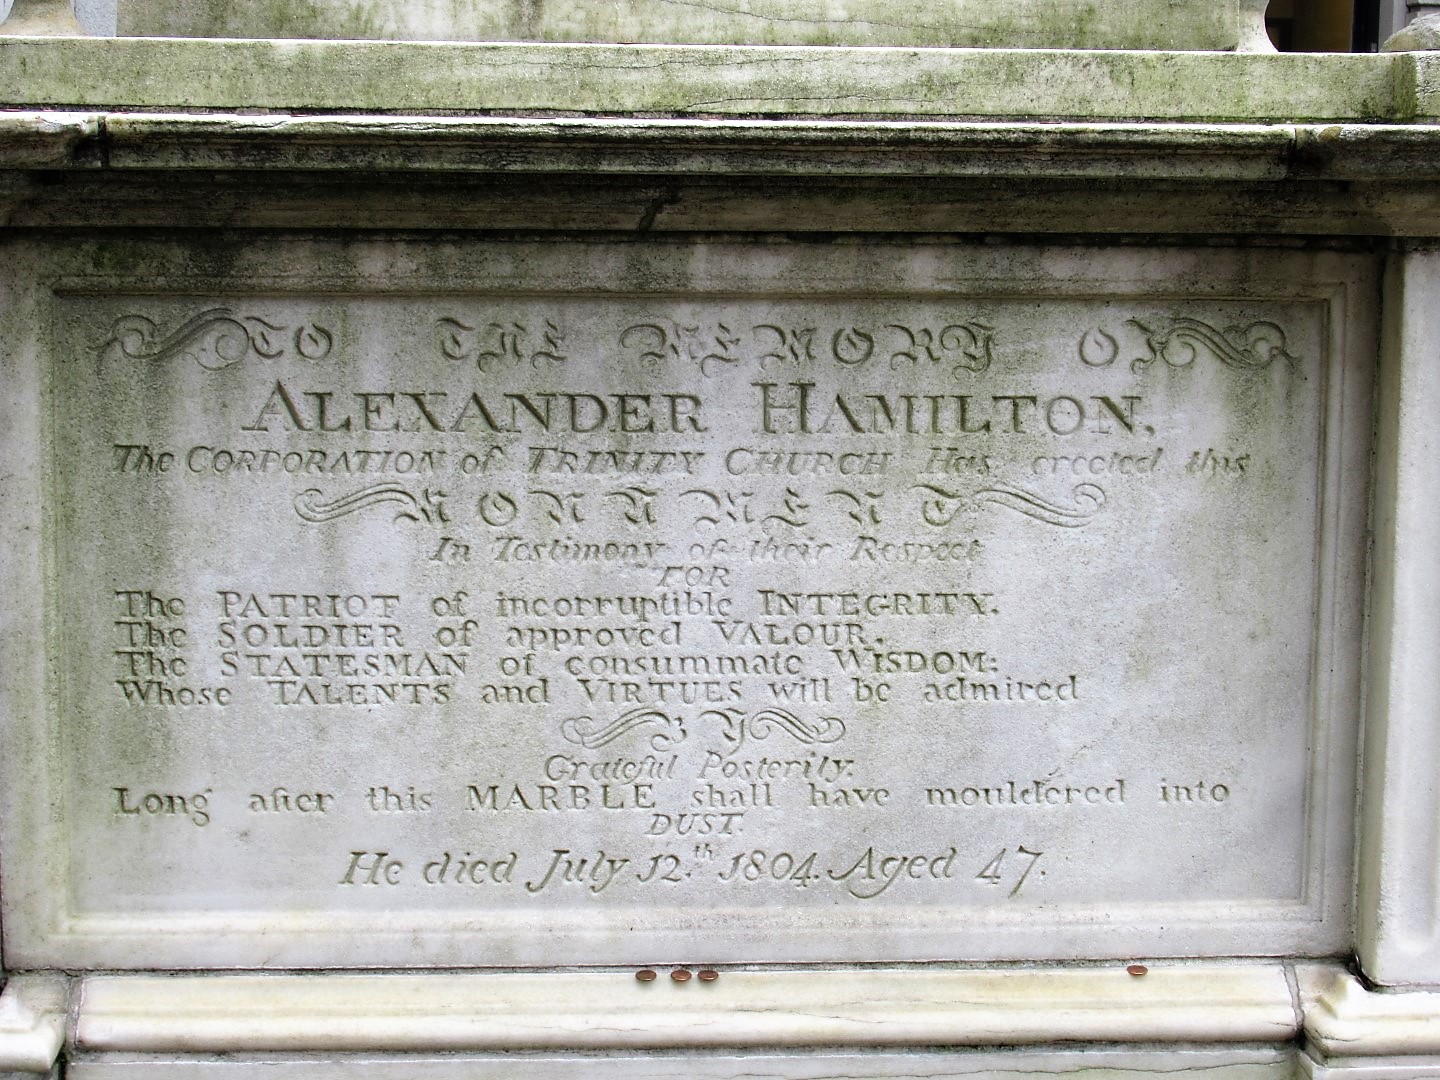 TO THE MEMORY OF
ALEXANDER HAMILTON.
The CORPORATION of TRINITY CHURCH Has erected this
MONUMENT
In Testimony of their Respect
FOR
The PATRIOT of incorruptible INTEGRITY.
The SOLDIER of approved VALOUR.
The STATESMAN of consummate WISDOM:
Whose TALENTS and VIRTUES will be admired
BY
Grateful Posterity.
Long after this MARBLE shall have mouldered into
DUST.
He died July 12.th 1804. Aged 47.